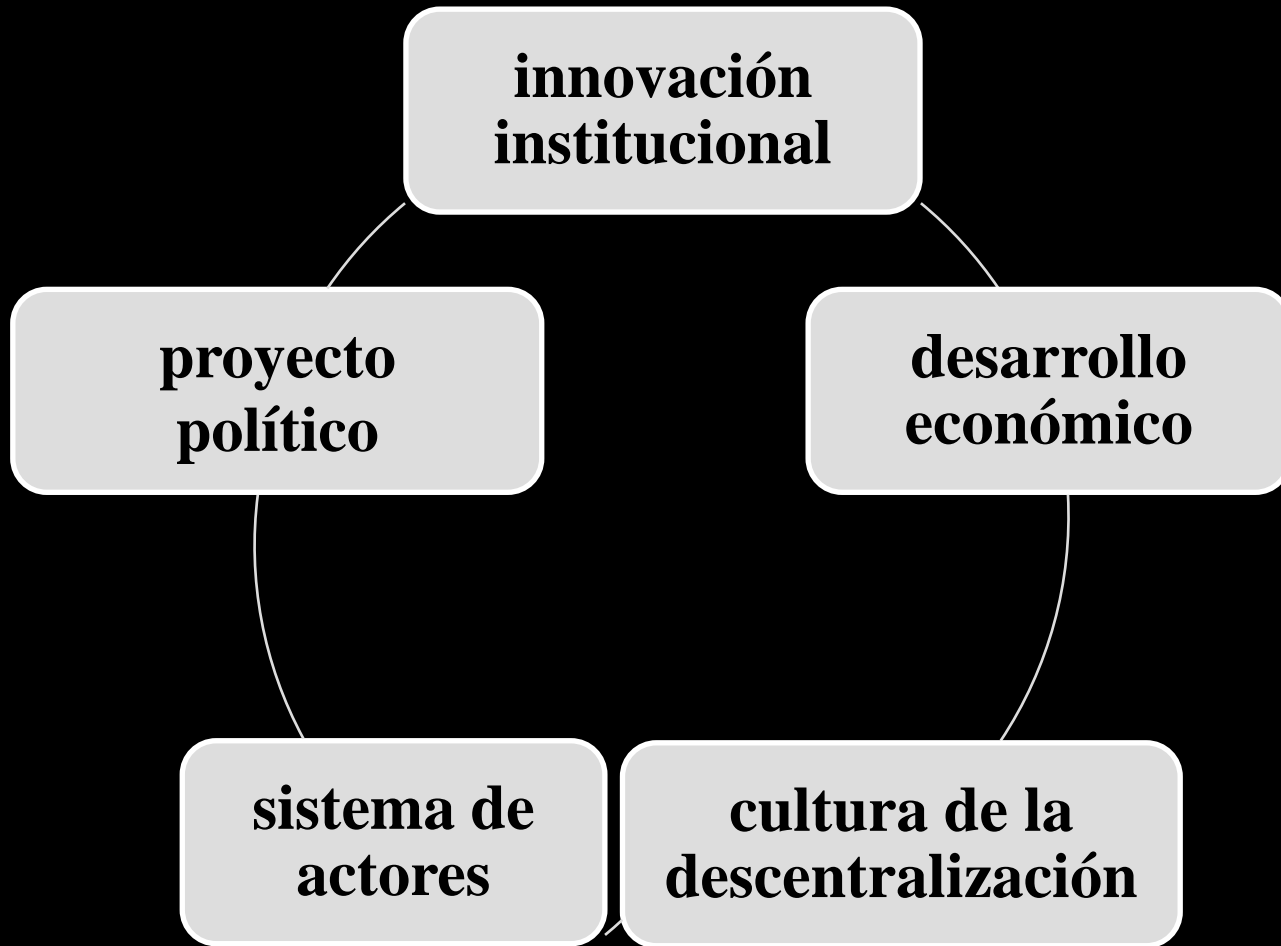 innovación
institucional
proyecto
político
desarrollo
económico
sistema de
actores
cultura de la
descentralización